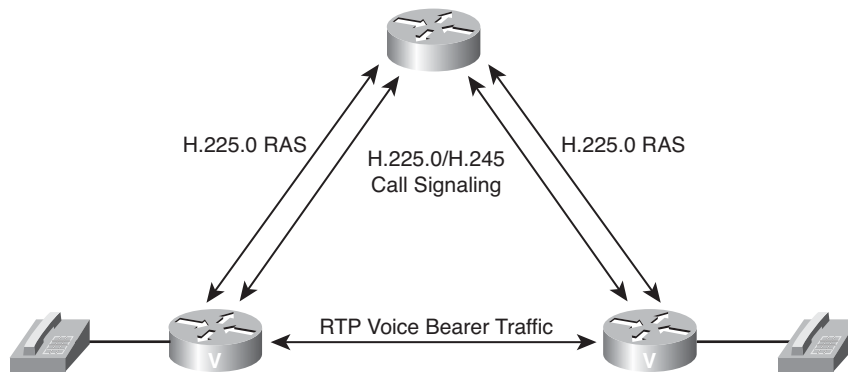 H.225.0 RAS
H.225.0/H.245
Call Signaling
H.225.0 RAS
RTP Voice Bearer Traffic
V
V